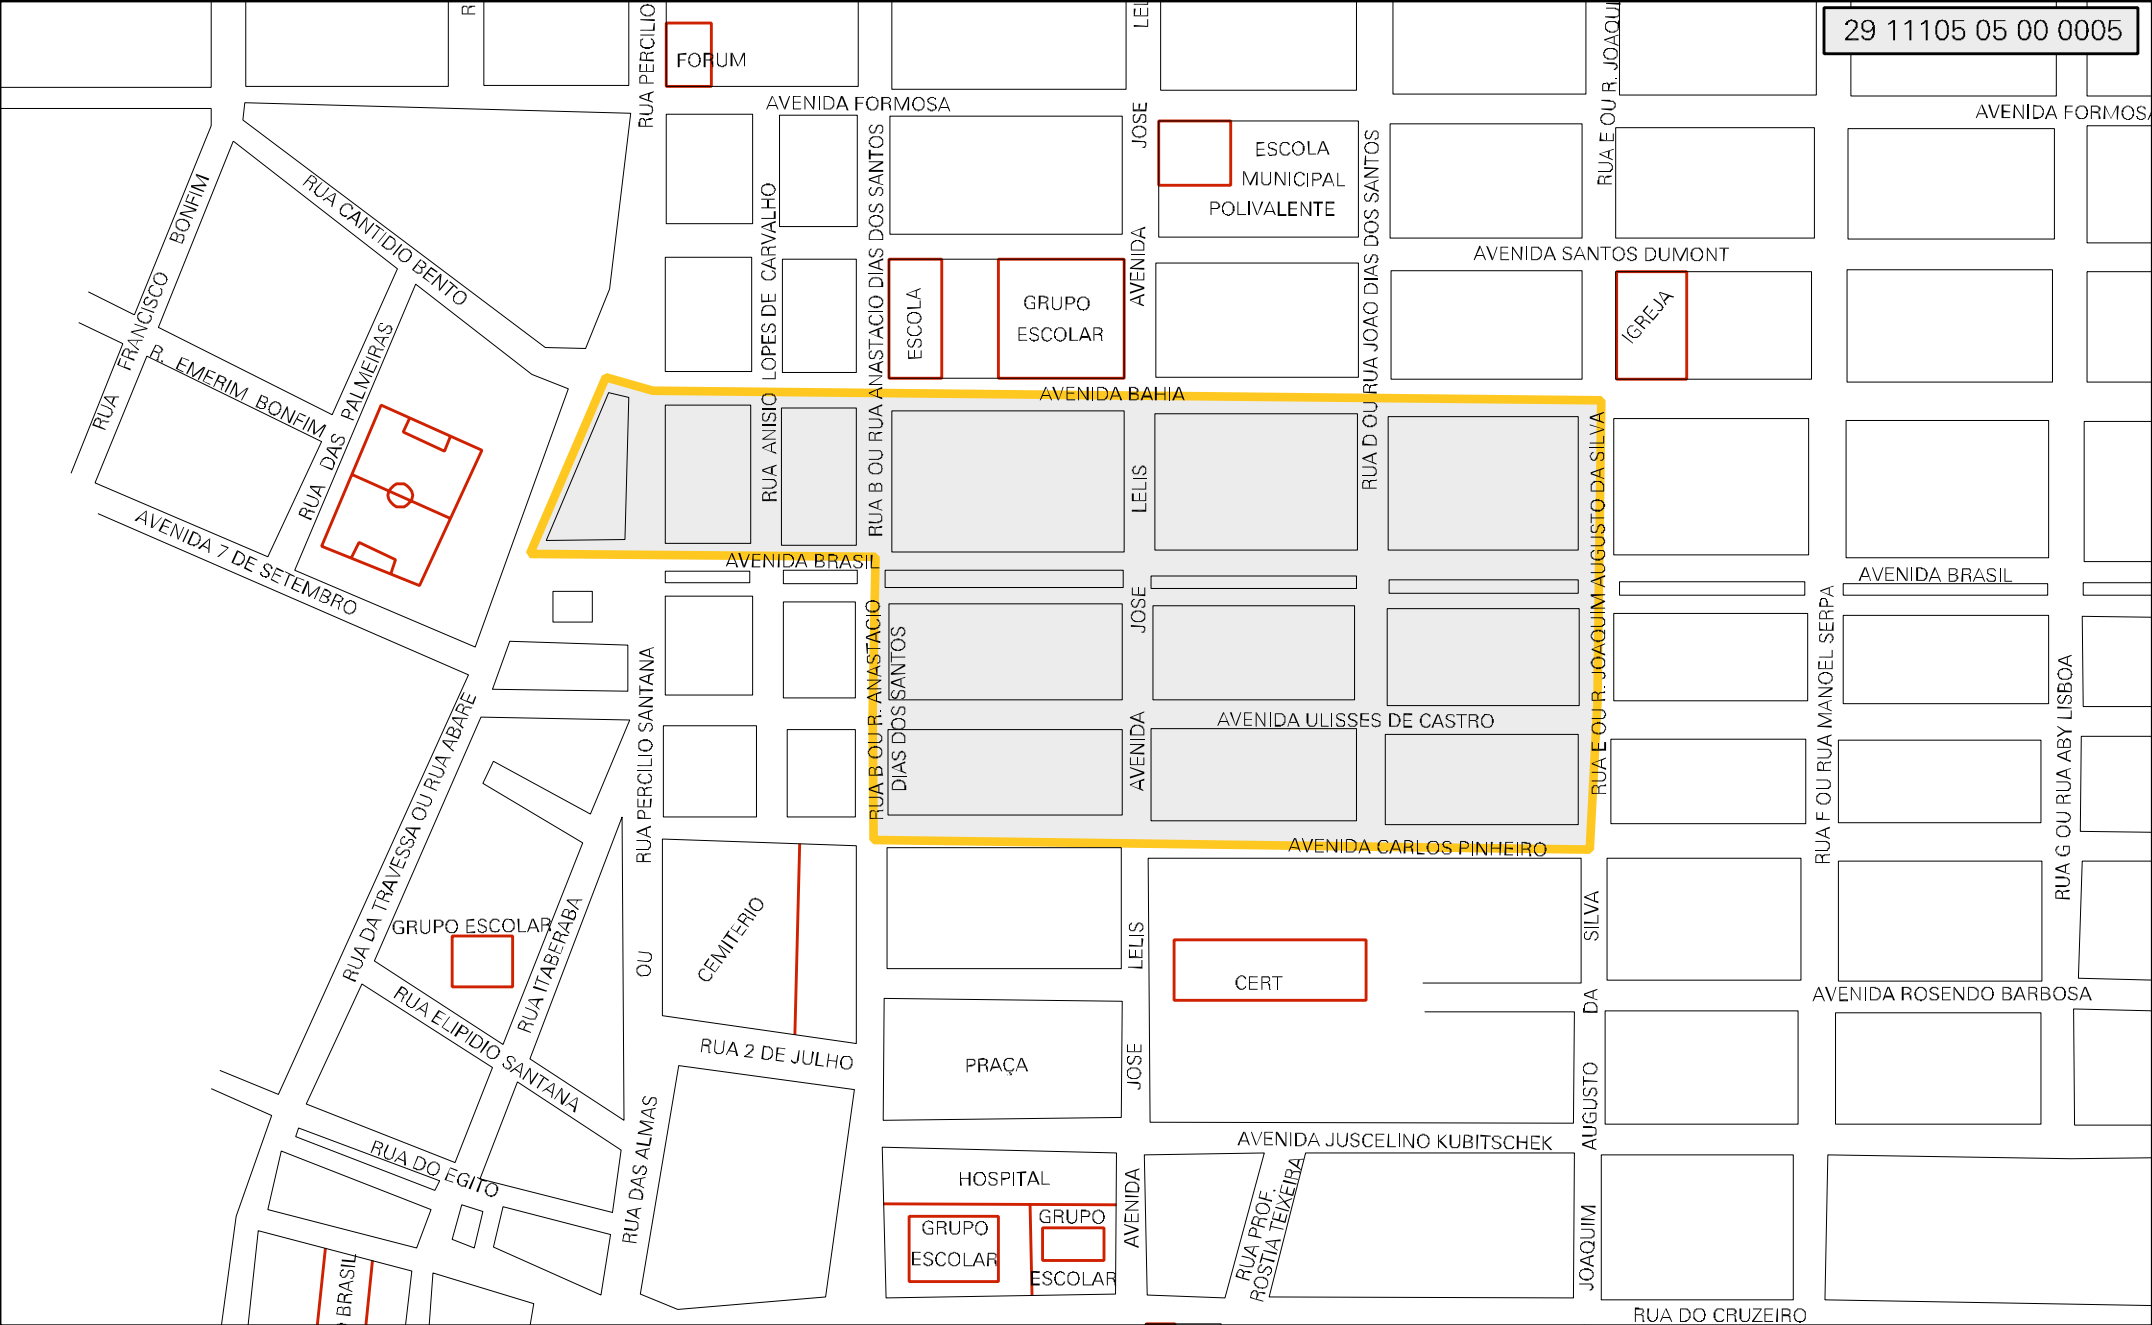 29 11105 05 00 0005
R
RUA PERCILIO
FORUM
LEL
RUA E OU R. JOAQUI
AVENIDA FORMOSA
AVENIDA FORMOSA
JOSE
ESCOLA
MUNICIPAL
POLIVALENTE
RUA CANTIDIO BENTO
BONFIM
FRANCISCO
RUA
R. EMERIM BONFIM
PALMEIRAS
DAS
RUA
RUA ANISIO LOPES DE CARVALHO
RUA B OU RUA ANASTACIO DIAS DOS SANTOS
AVENIDA
RUA D OU RUA JOAO DIAS DOS SANTOS
AVENIDA SANTOS DUMONT
ESCOLA
GRUPO
ESCOLAR
IGREJA
AVENIDA BAHIA
LELIS
RUA E OU R. JOAQUIM AUGUSTO DA SILVA
AVENIDA 7 DE SETEMBRO
AVENIDA BRASIL
AVENIDA BRASIL
JOSE
RUA B OU R. ANASTACIO
DIAS DOS SANTOS
RUA PERCILIO SANTANA
RUA F OU RUA MANOEL SERPA
RUA G OU RUA ABY LISBOA
AVENIDA ULISSES DE CASTRO
AVENIDA
RUA DA TRAVESSA OU RUA ABARE
AVENIDA CARLOS PINHEIRO
GRUPO ESCOLAR
RUA ITABERABA
OU
CEMITERIO
LELIS
SILVA
CERT
DA
AVENIDA ROSENDO BARBOSA
RUA ELIPIDIO SANTANA
RUA 2 DE JULHO
PRAÇA
JOSE
AUGUSTO
RUA DAS ALMAS
AVENIDA JUSCELINO KUBITSCHEK
RUA DO EGITO
HOSPITAL
GRUPO
ESCOLAR
GRUPO
ESCOLAR
AVENIDA
RUA PROF.
ROSTIA TEIXEIRA
JOAQUIM
BRASIL
RUA DO CRUZEIRO